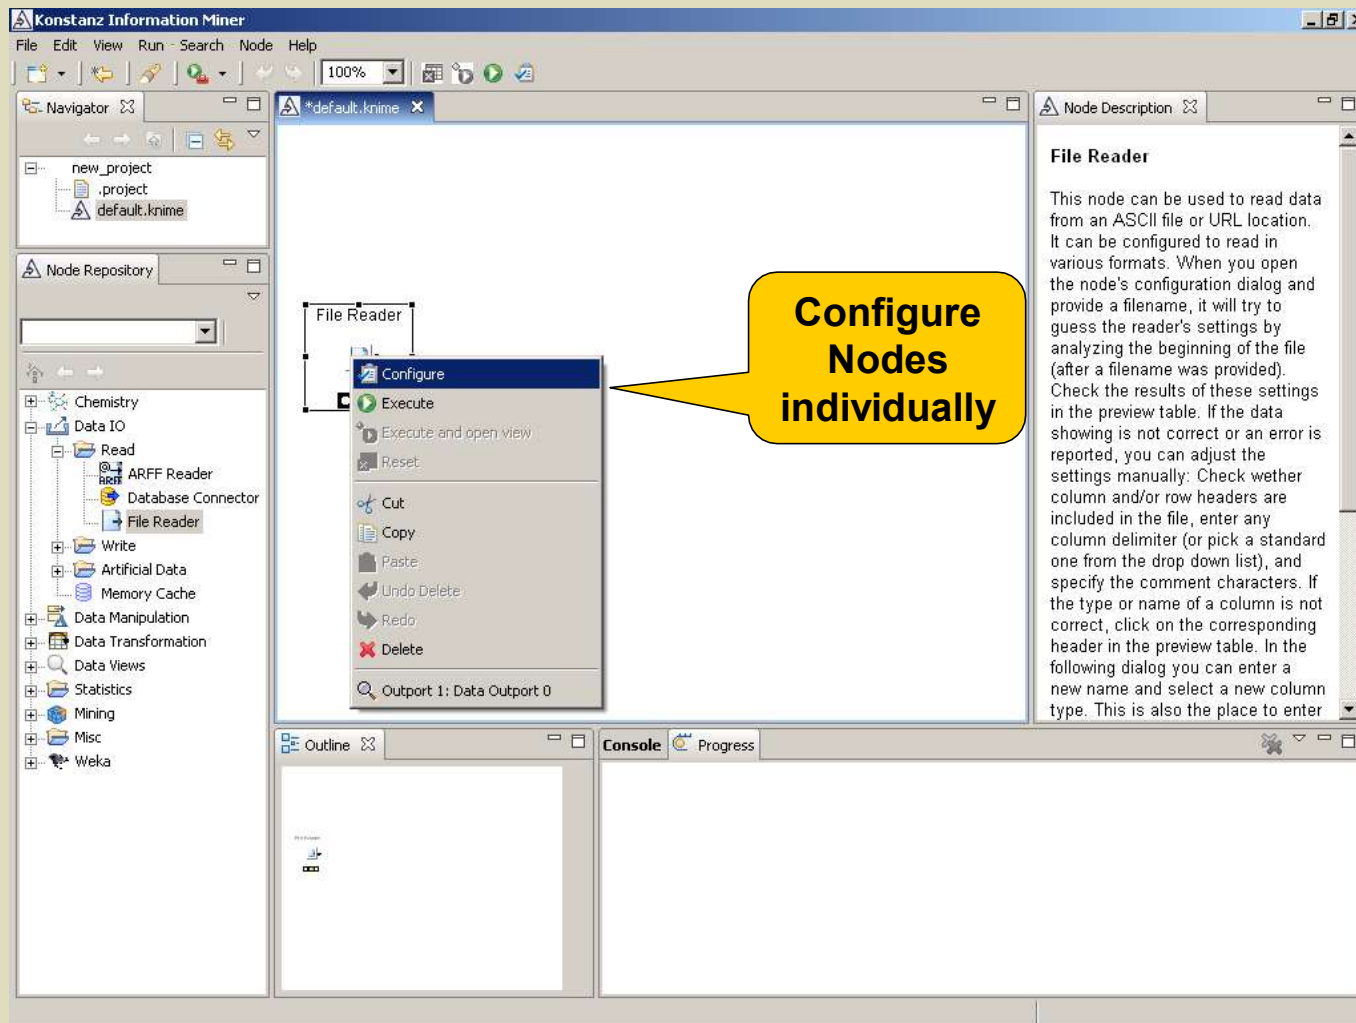 Konstanz Information Miner
File Edit View Run Search Node Help
100%
Navigator
new_project
.project
default.knime
Node Repository
Chemistry
Data IO
Read
ARFF Reader
Database Connector
File Reader
Write
Artificial Data
Memory Cache
Data Manipulation
Data Transformation
Data Views
Statistics
Mining
Misc
Weka
*default.knime
File Reader
Configure
Execute
Execute and open view
Reset
Cut
Copy
Paste
Undo Delete
Redo
Delete
Outport 1: Data Outport 0
Configure
Nodes
individually
Node Description
File Reader
This node can be used to read data
from an ASCII file or URL location.
It can be configured to read in
various formats. When you open
the node's configuration dialog and
provide a filename, it will try to
guess the reader's settings by
analyzing the beginning of the file
(after a filename was provided).
Check the results of these settings
in the preview table. If the data
showing is not correct or an error is
reported, you can adjust the
settings manually: Check wether
column and/or row headers are
included in the file, enter any
column delimiter (or pick a standard
one from the drop down list), and
specify the comment characters. If
the type or name of a column is not
correct, click on the corresponding
header in the preview table. In the
following dialog you can enter a
new name and select a new column
type. This is also the place to enter
Outline
File Reader
Console Progress